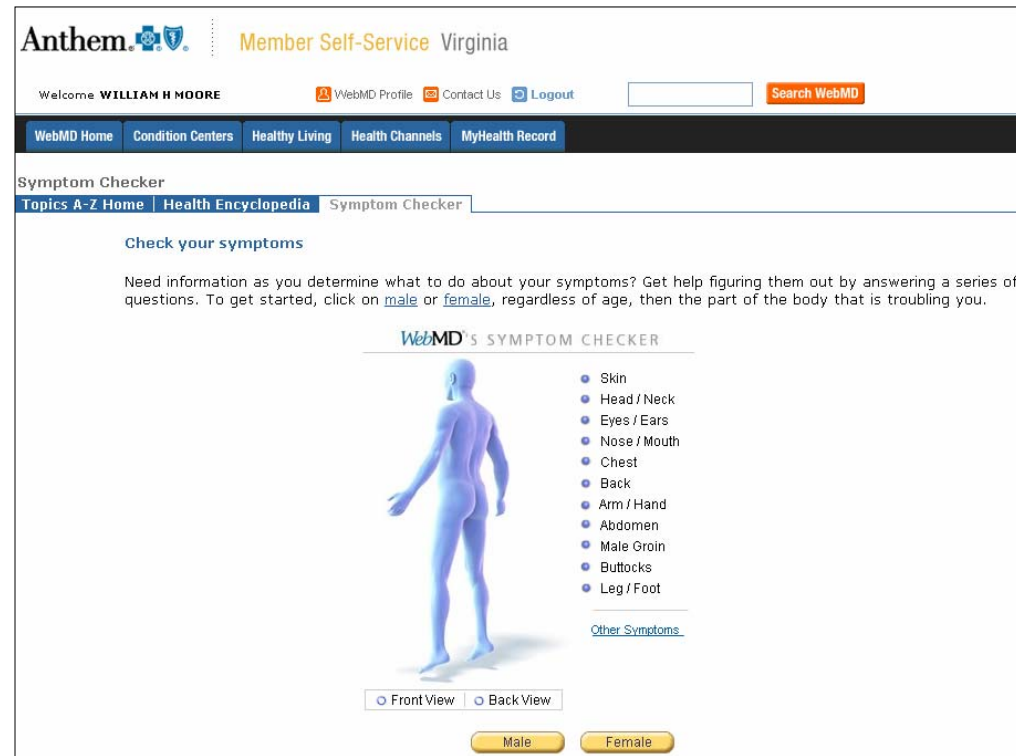 Anthem.
Member Self-Service Virginia
Welcome WILLIAM H MOORE
WebMD Profile
Contact Us
Logout
Search WebMD
WebMD Home
Condition Centers
Healthy Living
Health Channels
MyHealth Record
Symptom Checker
Topics A-Z Home | Health Encyclopedia
Symptom Checker
Check your symptoms
Need information as you determine what to do about your symptoms? Get help figuring them out by answering a series of
questions. To get started, click on male or female, regardless of age, then the part of the body that is troubling you.
WebMD'S SYMPTOM CHECKER
Skin
Head / Neck
Eyes / Ears
Nose / Mouth
Chest
Back
Arm / Hand
Abdomen
Male Groin
Buttocks
Leg / Foot
Other Symptoms
Front View
Back View
Male
Female